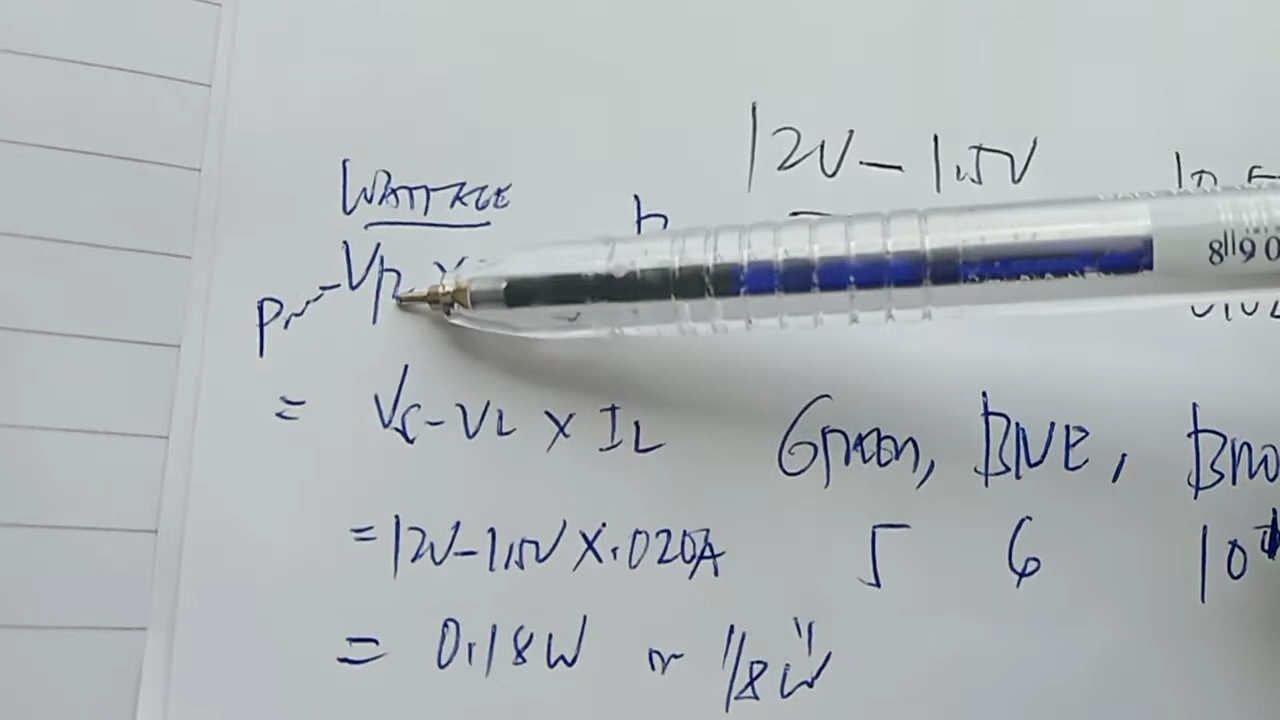 12V - 1.5V
WATTAGE
P
= Vs - VL X IL
Green, BLUE, Bro
= 12V - 1.5V X .020A
5 6 10
= 0.18W or 1/8W